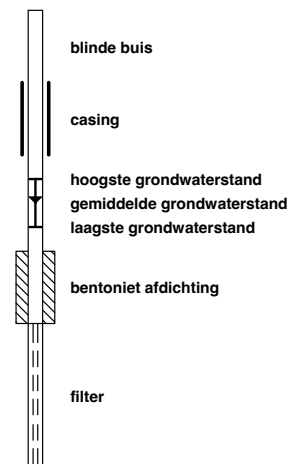 blinde buis
casing
hoogste grondwaterstand
gemiddelde grondwaterstand
laagste grondwaterstand
bentoniet afdichting
filter